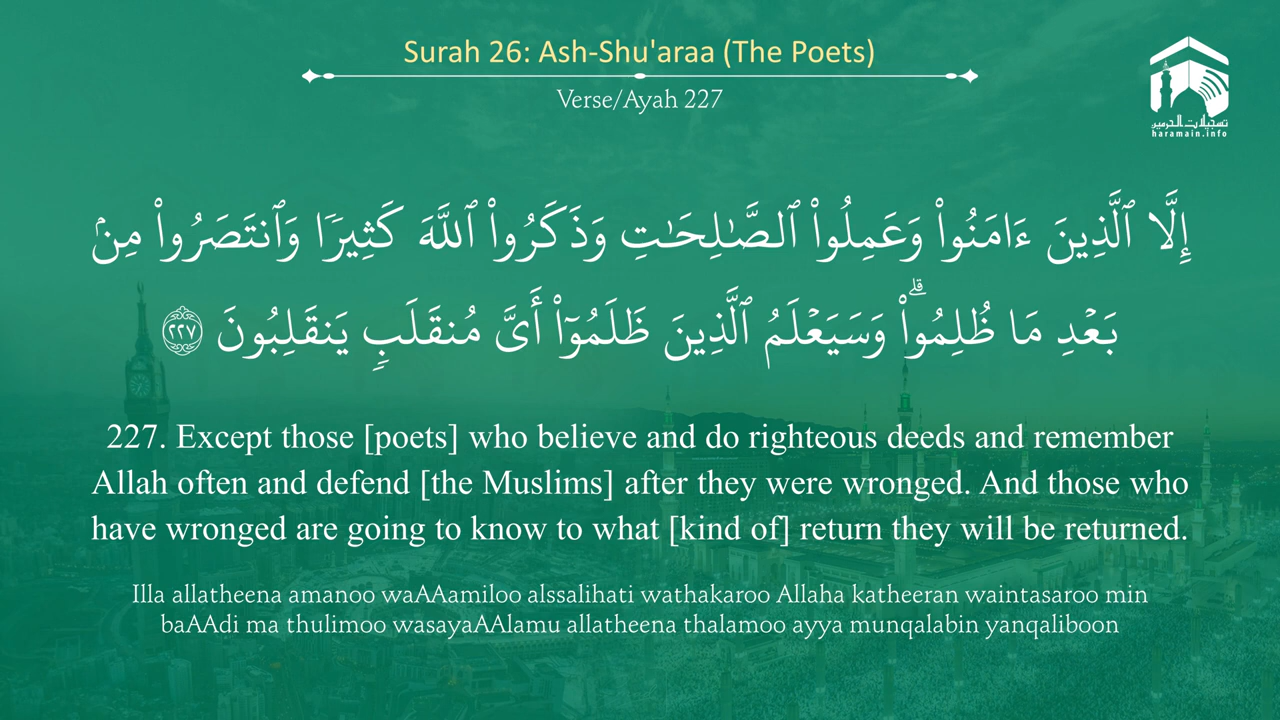 Surah 26: Ash-Shu'araa (The Poets)
Verse/Ayah 227
تسجيلات الحرمين
haramain.info
إِلَّا ٱلَّذِينَ ءَامَنُوا۟ وَعَمِلُوا۟ ٱلصَّـٰلِحَـٰتِ وَذَكَرُوا۟ ٱللَّهَ كَثِيرًۭا وَٱنتَصَرُوا۟ مِنۢ
بَعْدِ مَا ظُلِمُوا۟ ۗ وَسَيَعْلَمُ ٱلَّذِينَ ظَلَمُوٓا۟ أَىَّ مُنقَلَبٍۢ يَنقَلِبُونَ ٢٢٧
227. Except those [poets] who believe and do righteous deeds and remember
Allah often and defend [the Muslims] after they were wronged. And those who
have wronged are going to know to what [kind of] return they will be returned.
Illa allatheena amanoo waAAamiloo alssalihati wathakaroo Allaha katheeran waintasaroo min
baAAdi ma thulimoo wasayaAAlamu allatheena thalamoo ayya munqalabin yanqaliboon